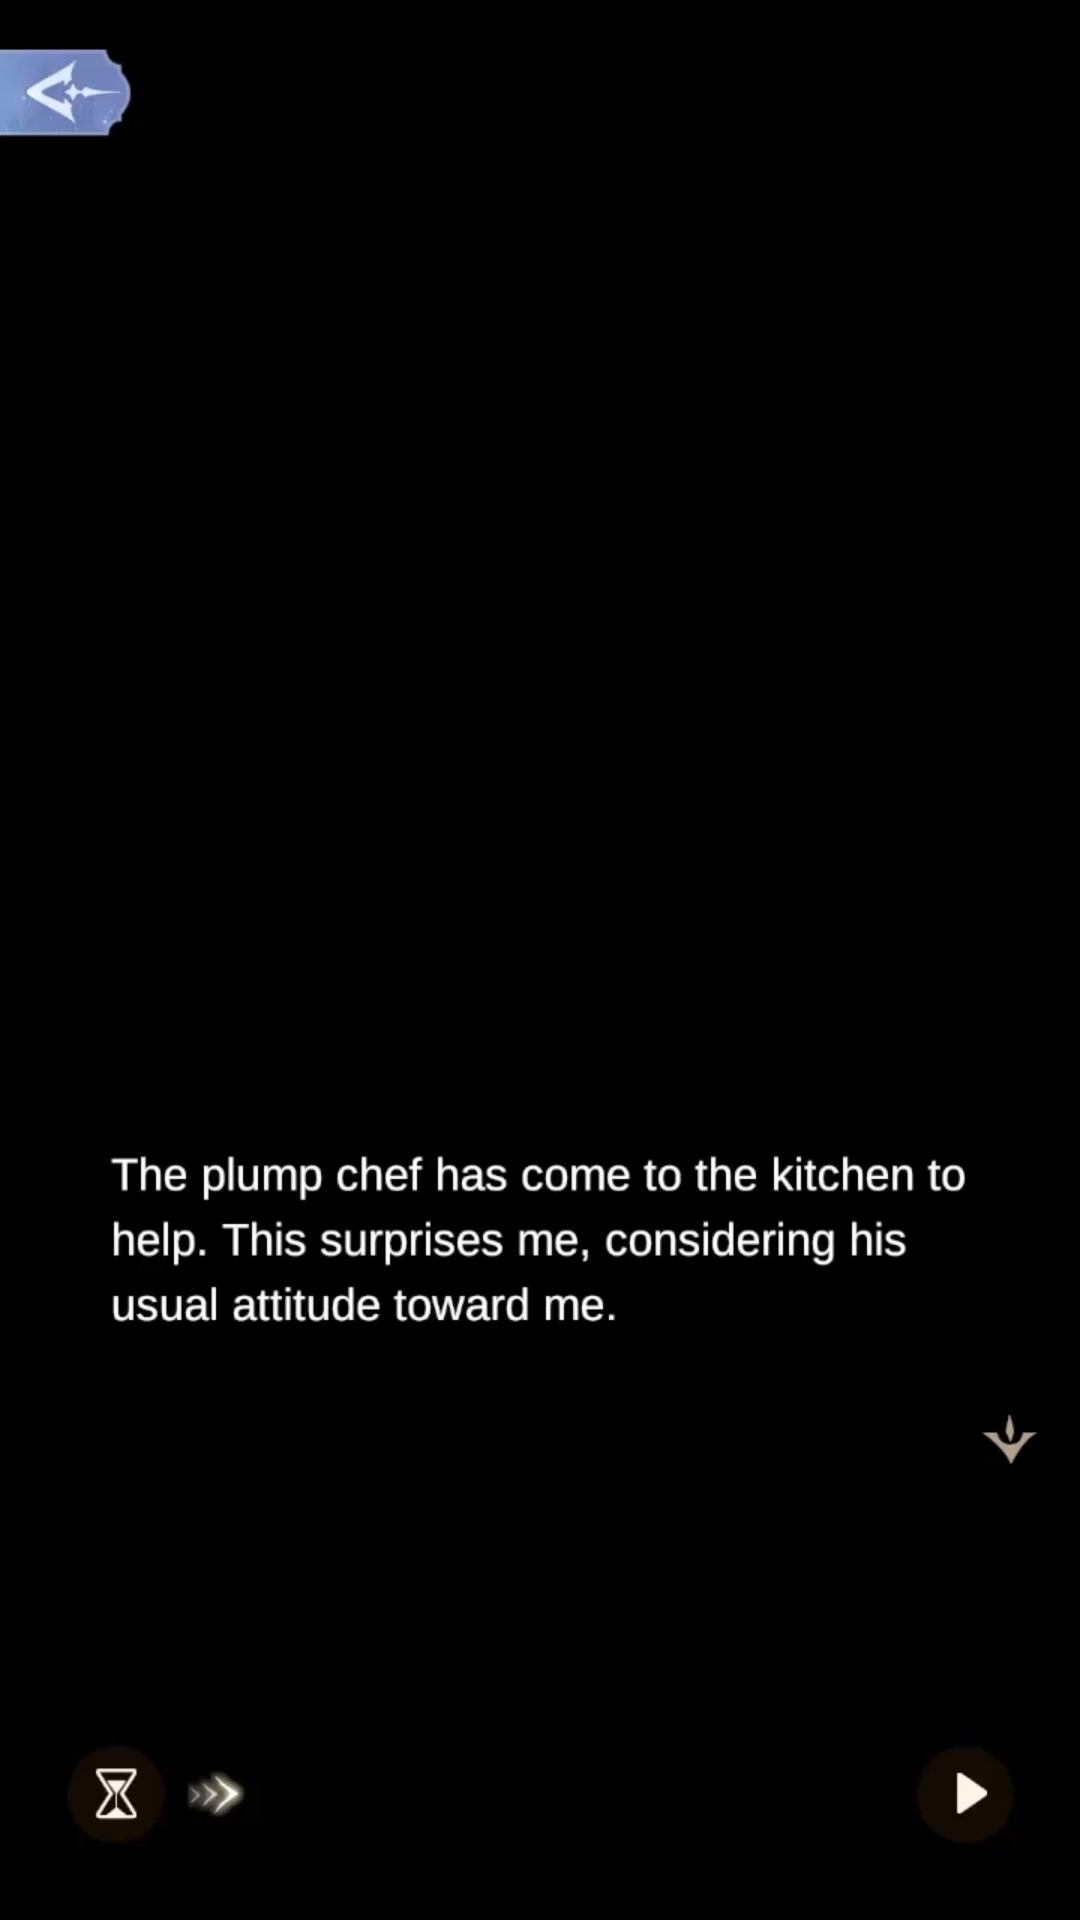 The plump chef has come to the kitchen to
help. This surprises me, considering his
usual attitude toward me.